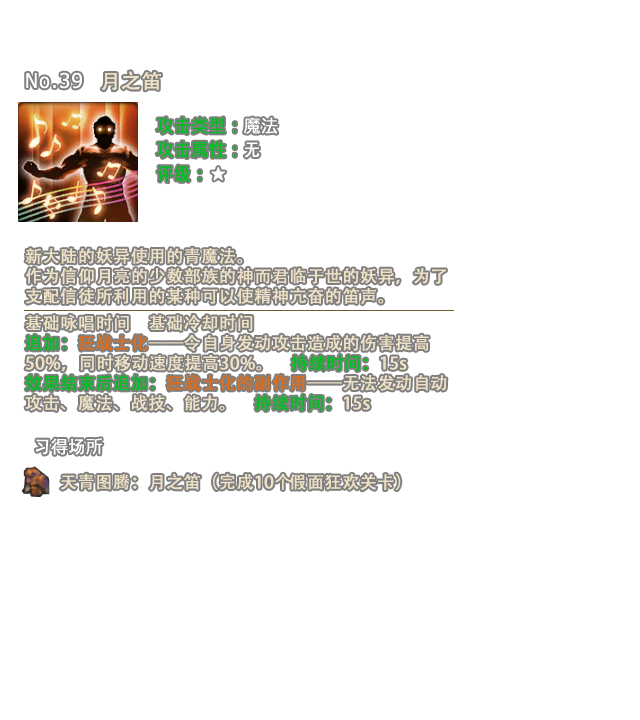 No.39 月之笛
攻击类型：魔法
攻击属性：无
评级：★
新大陆的妖异使用的青魔法。
作为信仰月亮的少数部族的神而君临于世的妖异，为了
支配信徒所利用的某种可以使精神亢奋的笛声。
基础咏唱时间 基础冷却时间
追加：狂战士化——令自身发动攻击造成的伤害提高
50%，同时移动速度提高30%。 持续时间：15s
效果结束后追加：狂战士化的副作用——无法发动自动
攻击、魔法、战技、能力。 持续时间：15s
习得场所
天青图腾：月之笛（完成10个假面狂欢关卡）